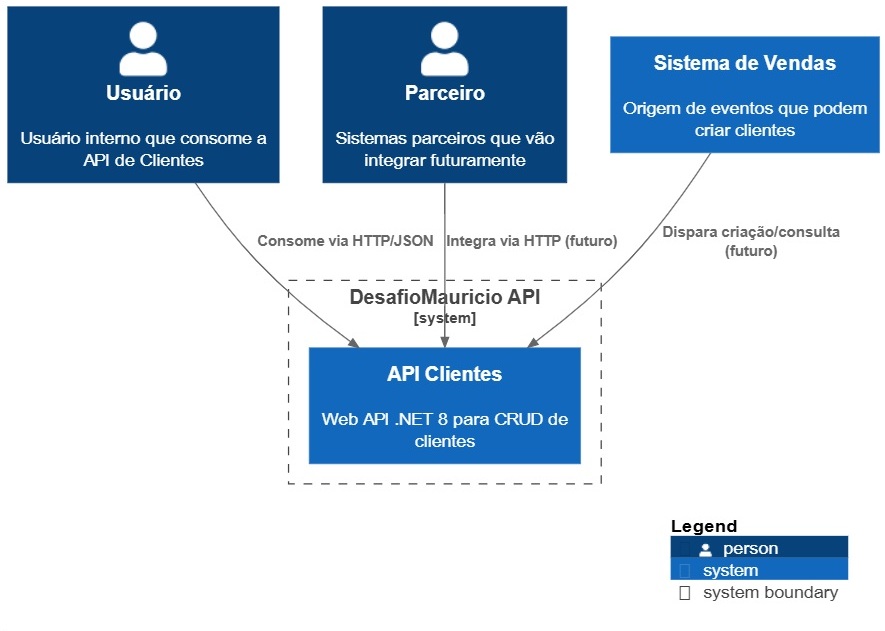 Usuário
Usuário interno que consome a
API de Clientes
Parceiro
Sistemas parceiros que vão
integrar futuramente
Sistema de Vendas
Origem de eventos que podem
criar clientes
Consome via HTTP/JSON
Integra via HTTP (futuro)
Dispara criação/consulta
(futuro)
DesafioMauricio API
[system]
API Clientes
Web API .NET 8 para CRUD de
clientes
Legend
person
system
system boundary